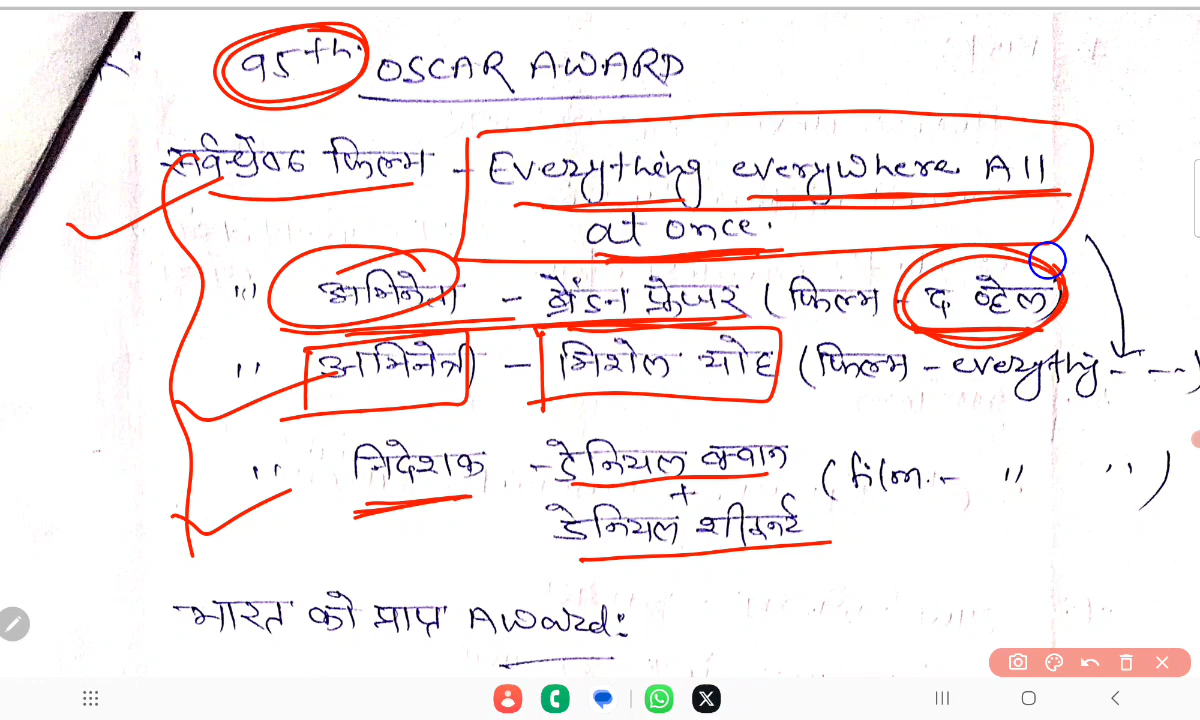 95th. OSCAR AWARD
सर्वश्रेष्ठ फिल्म - Everything everywhere All
at once.
" अभिनेता - ब्रेंडन फ्रेजर (फिल्म - द व्हेल)
" अभिनेत्री - मिशेल योह (फिल्म - everything - --)
" निर्देशक - डेनियल क्वान (film - " ")
+
डेनियल शीइनर्ट
भारत को प्राप्त Award: